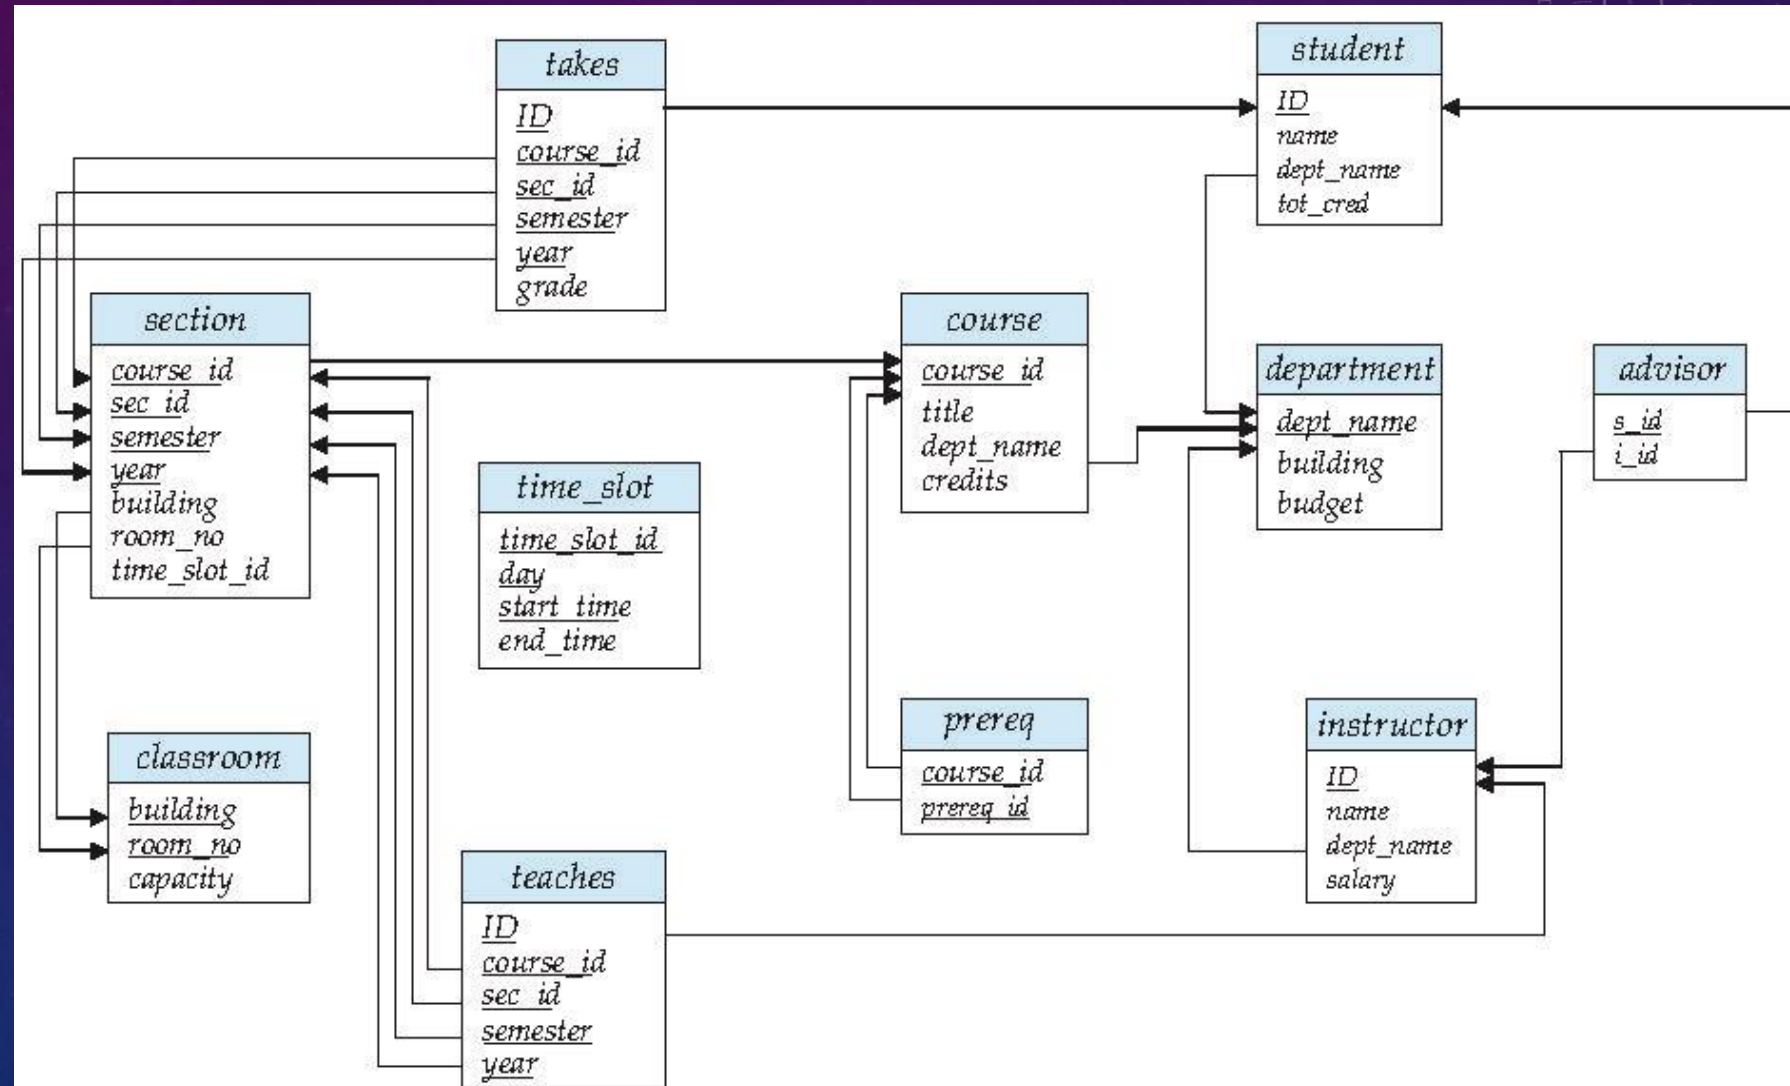 takes
ID
course_id
sec_id
semester
year
grade
student
ID
name
dept_name
tot_cred
section
course_id
sec_id
semester
year
building
room_no
time_slot_id
course
course_id
title
dept_name
credits
department
dept_name
building
budget
advisor
s_id
i_id
time_slot
time_slot_id
day
start_time
end_time
classroom
building
room_no
capacity
prereq
course_id
prereq_id
instructor
ID
name
dept_name
salary
teaches
ID
course_id
sec_id
semester
year